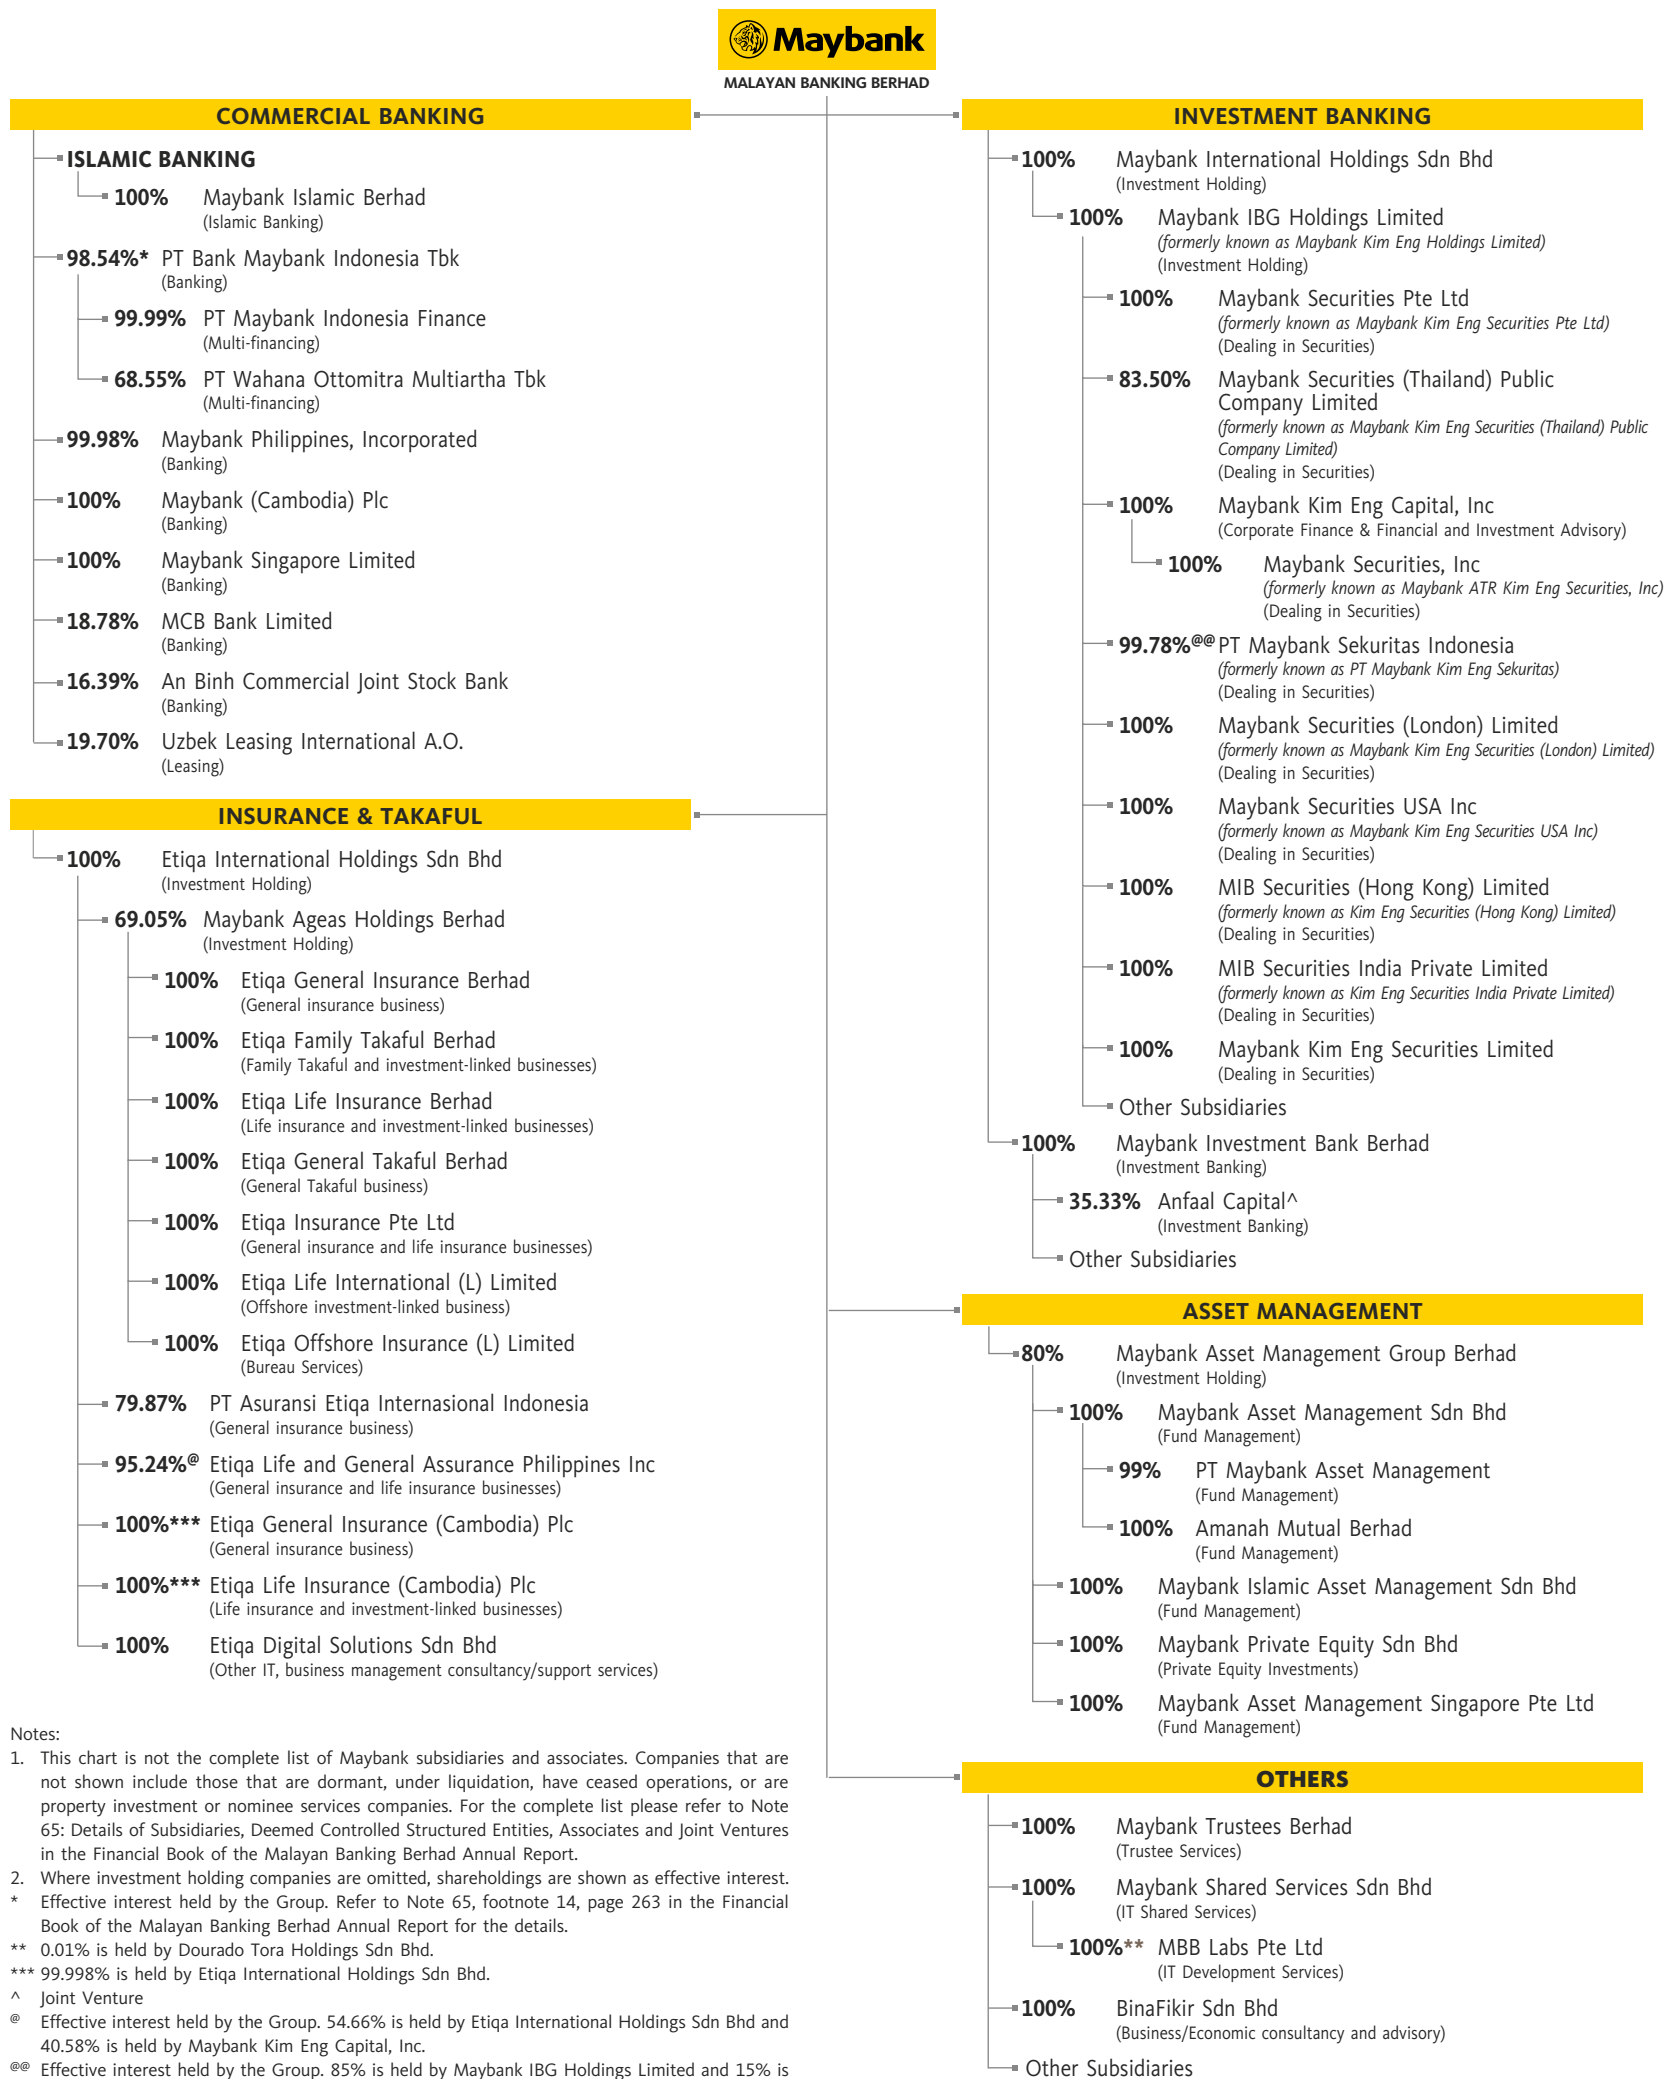 Maybank
MALAYAN BANKING BERHAD
COMMERCIAL BANKING
ISLAMIC BANKING
100% Maybank Islamic Berhad
(Islamic Banking)
98.54%* PT Bank Maybank Indonesia Tbk
(Banking)
99.99% PT Maybank Indonesia Finance
(Multi-financing)
68.55% PT Wahana Ottomitra Multiartha Tbk
(Multi-financing)
99.98% Maybank Philippines, Incorporated
(Banking)
100% Maybank (Cambodia) Plc
(Banking)
100% Maybank Singapore Limited
(Banking)
18.78% MCB Bank Limited
(Banking)
16.39% An Binh Commercial Joint Stock Bank
(Banking)
19.70% Uzbek Leasing International A.O.
(Leasing)
INSURANCE & TAKAFUL
100% Etiqa International Holdings Sdn Bhd
(Investment Holding)
69.05% Maybank Ageas Holdings Berhad
(Investment Holding)
100% Etiqa General Insurance Berhad
(General insurance business)
100% Etiqa Family Takaful Berhad
(Family Takaful and investment-linked businesses)
100% Etiqa Life Insurance Berhad
(Life insurance and investment-linked businesses)
100% Etiqa General Takaful Berhad
(General Takaful business)
100% Etiqa Insurance Pte Ltd
(General insurance and life insurance businesses)
100% Etiqa Life International (L) Limited
(Offshore investment-linked business)
100% Etiqa Offshore Insurance (L) Limited
(Bureau Services)
79.87% PT Asuransi Etiqa Internasional Indonesia
(General insurance business)
95.24%@ Etiqa Life and General Assurance Philippines Inc
(General insurance and life insurance businesses)
100%*** Etiqa General Insurance (Cambodia) Plc
(General insurance business)
100%*** Etiqa Life Insurance (Cambodia) Plc
(Life insurance and investment-linked businesses)
100% Etiqa Digital Solutions Sdn Bhd
(Other IT, business management consultancy/support services)
Notes:
1. This chart is not the complete list of Maybank subsidiaries and associates. Companies that are
not shown include those that are dormant, under liquidation, have ceased operations, or are
property investment or nominee services companies. For the complete list please refer to Note
65: Details of Subsidiaries, Deemed Controlled Structured Entities, Associates and Joint Ventures
in the Financial Book of the Malayan Banking Berhad Annual Report.
2. Where investment holding companies are omitted, shareholdings are shown as effective interest.
* Effective interest held by the Group. Refer to Note 65, footnote 14, page 263 in the Financial
Book of the Malayan Banking Berhad Annual Report for the details.
** 0.01% is held by Dourado Tora Holdings Sdn Bhd.
*** 99.998% is held by Etiqa International Holdings Sdn Bhd.
^ Joint Venture
@ Effective interest held by the Group. 54.66% is held by Etiqa International Holdings Sdn Bhd and
40.58% is held by Maybank Kim Eng Capital, Inc.
@@ Effective interest held by the Group. 85% is held by Maybank IBG Holdings Limited and 15% is
INVESTMENT BANKING
100% Maybank International Holdings Sdn Bhd
(Investment Holding)
100% Maybank IBG Holdings Limited
(formerly known as Maybank Kim Eng Holdings Limited)
(Investment Holding)
100% Maybank Securities Pte Ltd
(formerly known as Maybank Kim Eng Securities Pte Ltd)
(Dealing in Securities)
83.50% Maybank Securities (Thailand) Public
Company Limited
(formerly known as Maybank Kim Eng Securities (Thailand) Public
Company Limited)
(Dealing in Securities)
100% Maybank Kim Eng Capital, Inc
(Corporate Finance & Financial and Investment Advisory)
100% Maybank Securities, Inc
(formerly known as Maybank ATR Kim Eng Securities, Inc)
(Dealing in Securities)
99.78%@@ PT Maybank Sekuritas Indonesia
(formerly known as PT Maybank Kim Eng Sekuritas)
(Dealing in Securities)
100% Maybank Securities (London) Limited
(formerly known as Maybank Kim Eng Securities (London) Limited)
(Dealing in Securities)
100% Maybank Securities USA Inc
(formerly known as Maybank Kim Eng Securities USA Inc)
(Dealing in Securities)
100% MIB Securities (Hong Kong) Limited
(formerly known as Kim Eng Securities (Hong Kong) Limited)
(Dealing in Securities)
100% MIB Securities India Private Limited
(formerly known as Kim Eng Securities India Private Limited)
(Dealing in Securities)
100% Maybank Kim Eng Securities Limited
(Dealing in Securities)
Other Subsidiaries
100% Maybank Investment Bank Berhad
(Investment Banking)
35.33% Anfaal Capital^
(Investment Banking)
Other Subsidiaries
ASSET MANAGEMENT
80% Maybank Asset Management Group Berhad
(Investment Holding)
100% Maybank Asset Management Sdn Bhd
(Fund Management)
99% PT Maybank Asset Management
(Fund Management)
100% Amanah Mutual Berhad
(Fund Management)
100% Maybank Islamic Asset Management Sdn Bhd
(Fund Management)
100% Maybank Private Equity Sdn Bhd
(Private Equity Investments)
100% Maybank Asset Management Singapore Pte Ltd
(Fund Management)
OTHERS
100% Maybank Trustees Berhad
(Trustee Services)
100% Maybank Shared Services Sdn Bhd
(IT Shared Services)
100%** MBB Labs Pte Ltd
(IT Development Services)
100% BinaFikir Sdn Bhd
(Business/Economic consultancy and advisory)
Other Subsidiaries